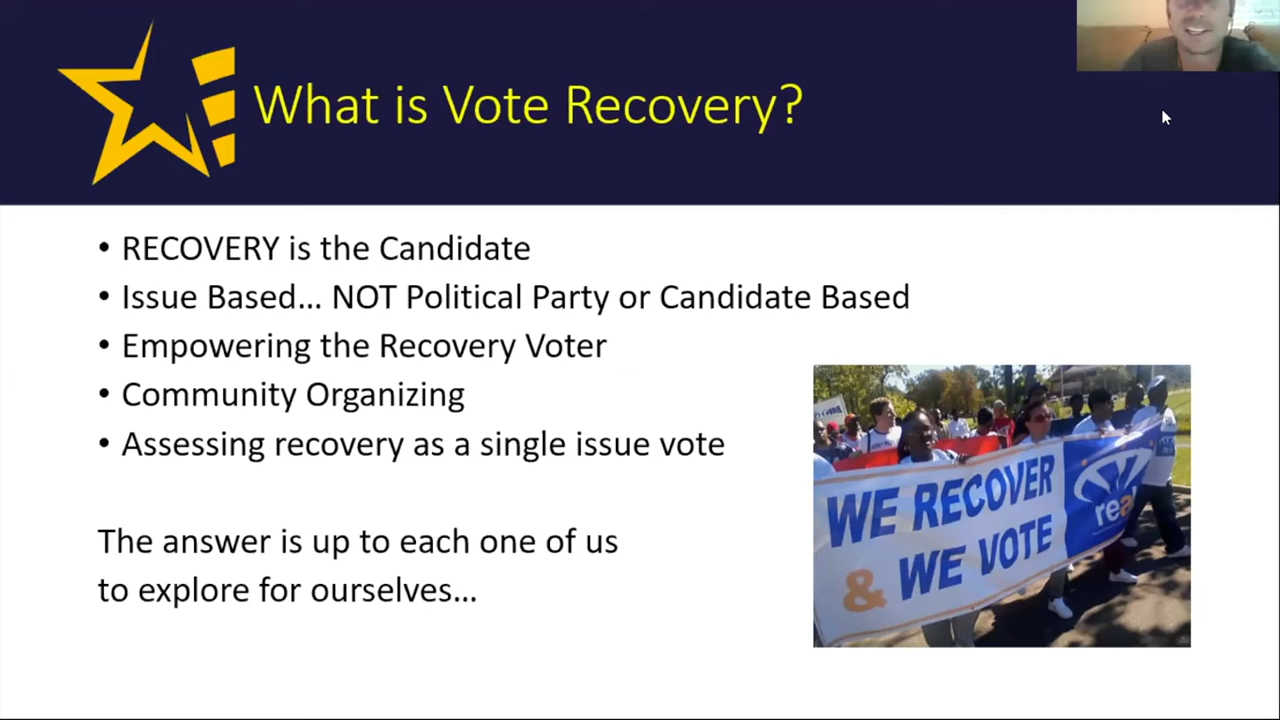 What is Vote Recovery?
• RECOVERY is the Candidate
• Issue Based... NOT Political Party or Candidate Based
• Empowering the Recovery Voter
• Community Organizing
• Assessing recovery as a single issue vote
The answer is up to each one of us
to explore for ourselves...
WE RECOVER
& WE VOTE